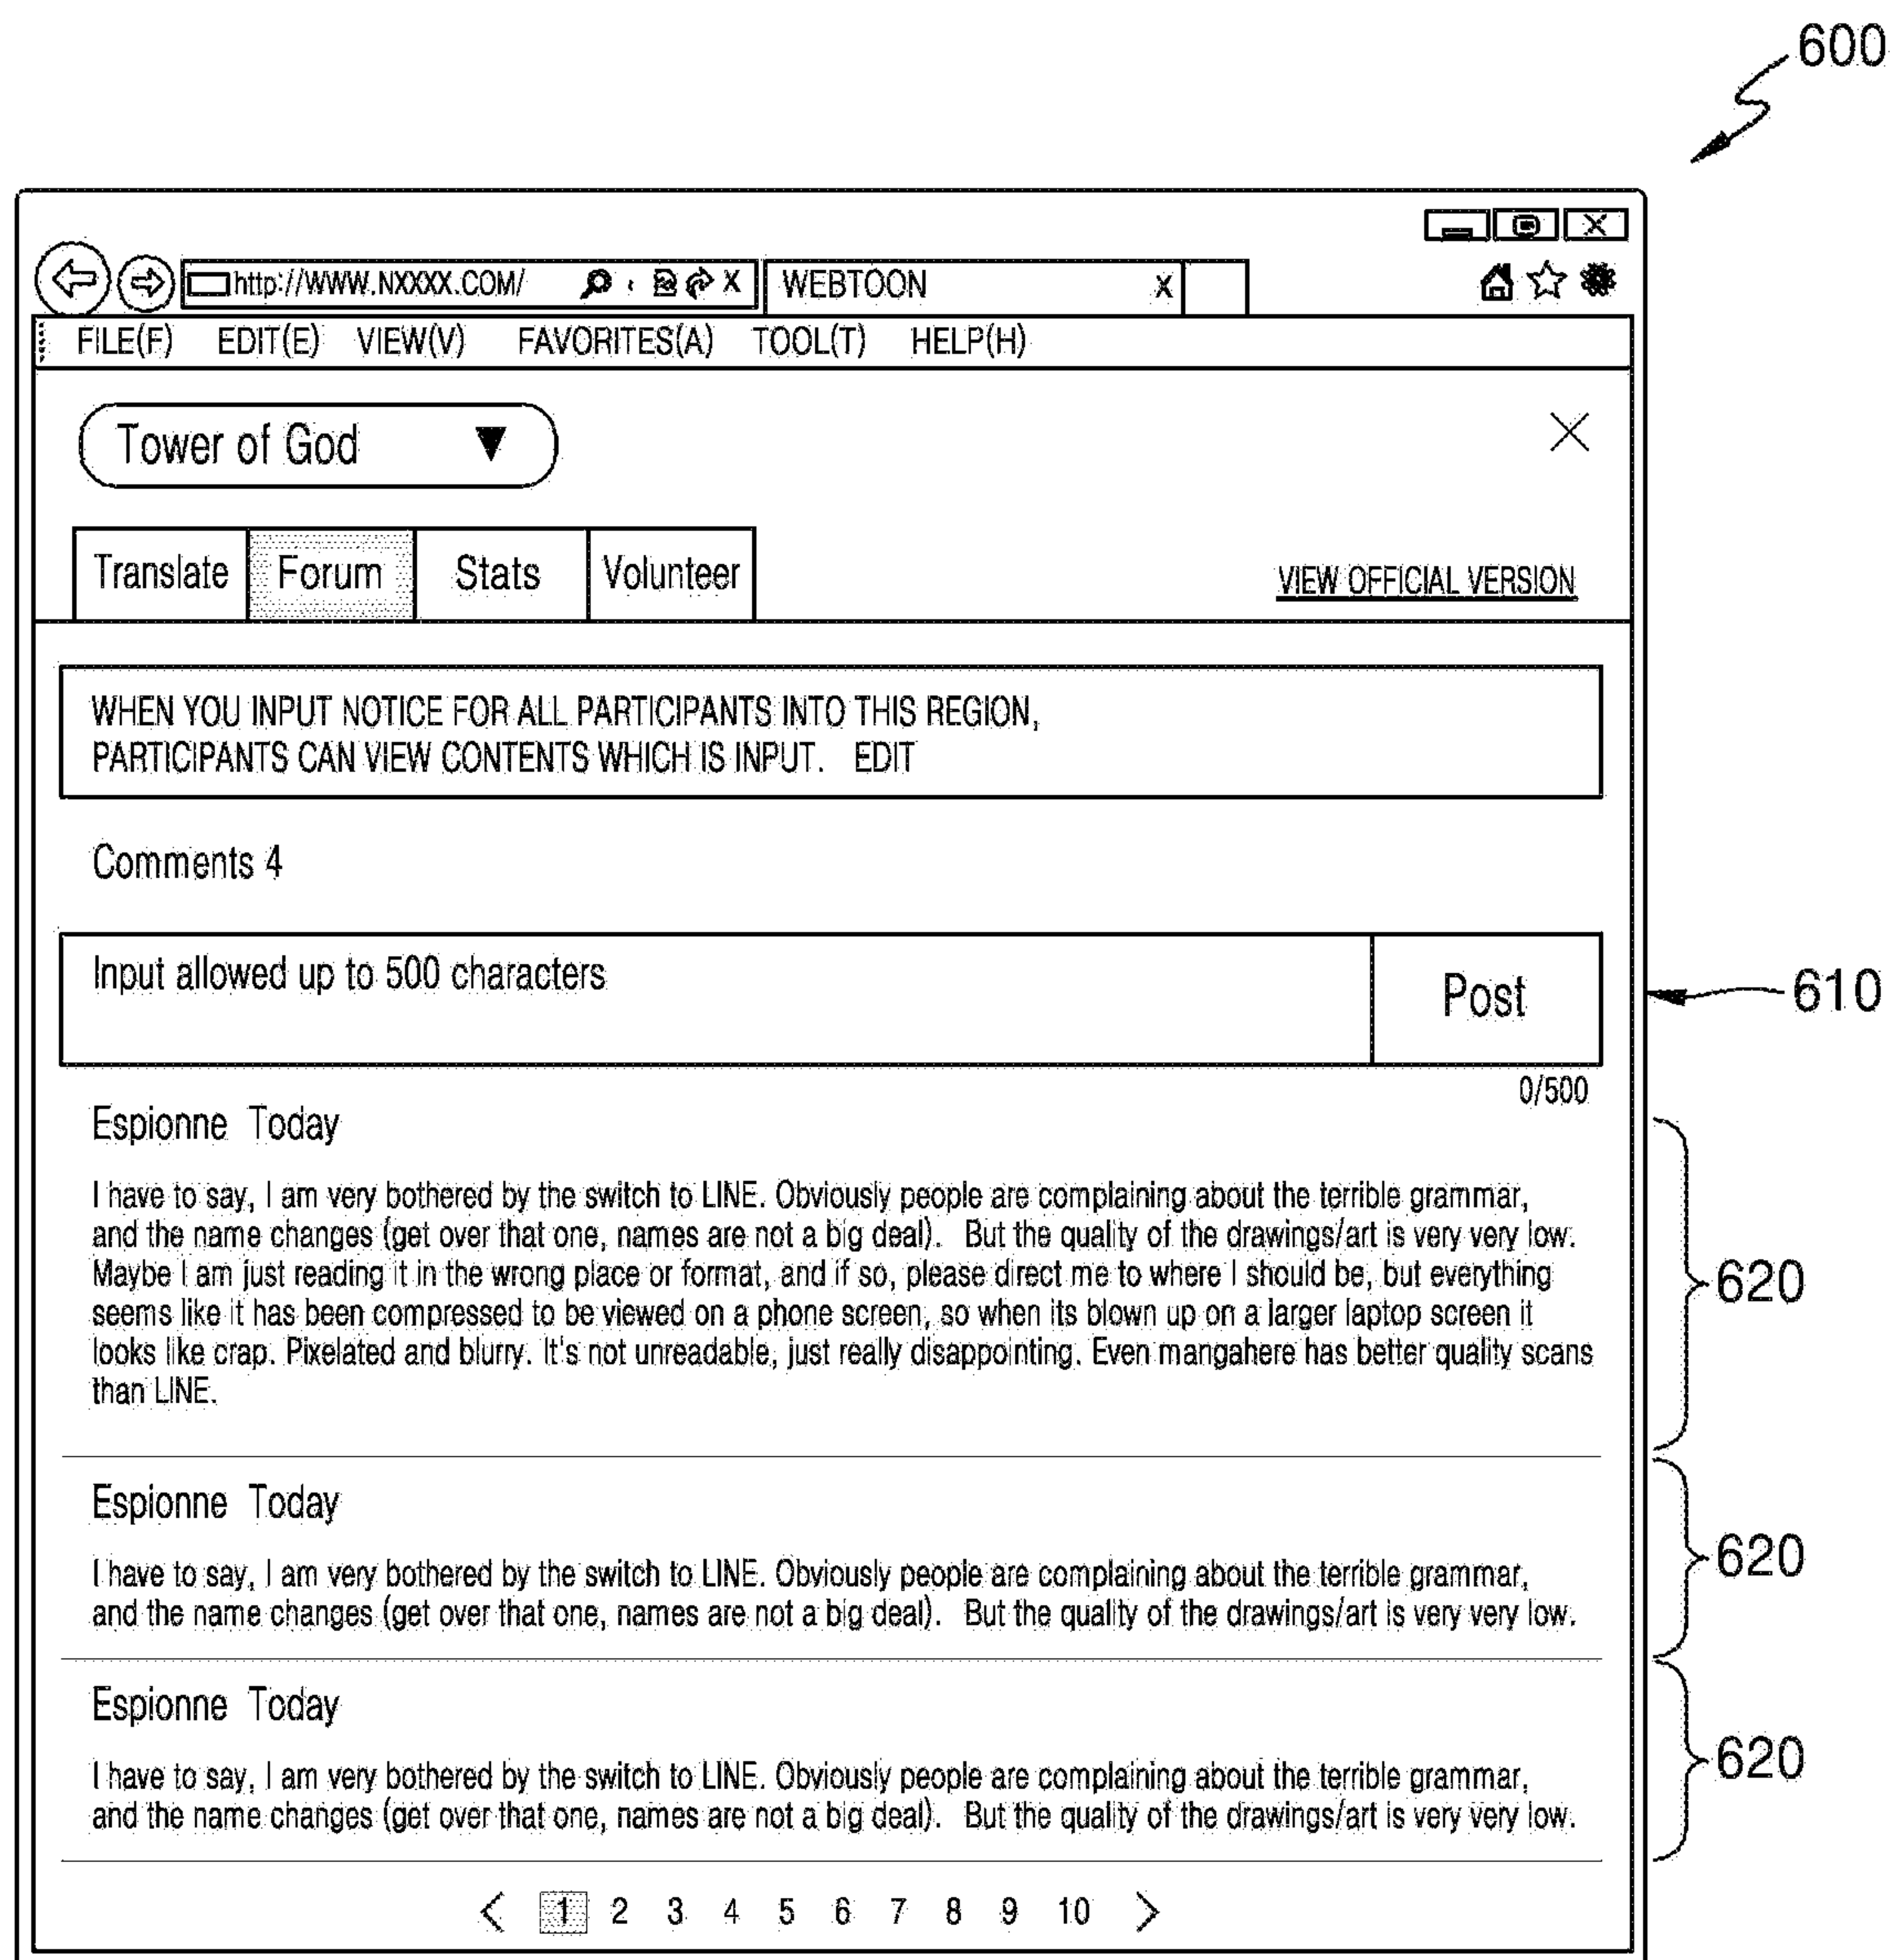 600
http://WWW.NXXXX.COM/ X WEBTOON X
FILE(F) EDIT(E) VIEW(V) FAVORITES(A) TOOL(T) HELP(H)
Tower of God ▼
Translate Forum Stats Volunteer VIEW OFFICIAL VERSION
WHEN YOU INPUT NOTICE FOR ALL PARTICIPANTS INTO THIS REGION,
PARTICIPANTS CAN VIEW CONTENTS WHICH IS INPUT. EDIT
Comments 4
Input allowed up to 500 characters
Post
610
0/500
Espionne Today
I have to say, I am very bothered by the switch to LINE. Obviously people are complaining about the terrible grammar,
and the name changes (get over that one, names are not a big deal). But the quality of the drawings/art is very very low.
Maybe I am just reading it in the wrong place or format, and if so, please direct me to where I should be, but everything
seems like it has been compressed to be viewed on a phone screen, so when its blown up on a larger laptop screen it
looks like crap. Pixelated and blurry. It's not unreadable, just really disappointing. Even mangahere has better quality scans
than LINE.
620
Espionne Today
I have to say, I am very bothered by the switch to LINE. Obviously people are complaining about the terrible grammar,
and the name changes (get over that one, names are not a big deal). But the quality of the drawings/art is very very low.
620
Espionne Today
I have to say, I am very bothered by the switch to LINE. Obviously people are complaining about the terrible grammar,
and the name changes (get over that one, names are not a big deal). But the quality of the drawings/art is very very low.
620
< 1 2 3 4 5 6 7 8 9 10 >